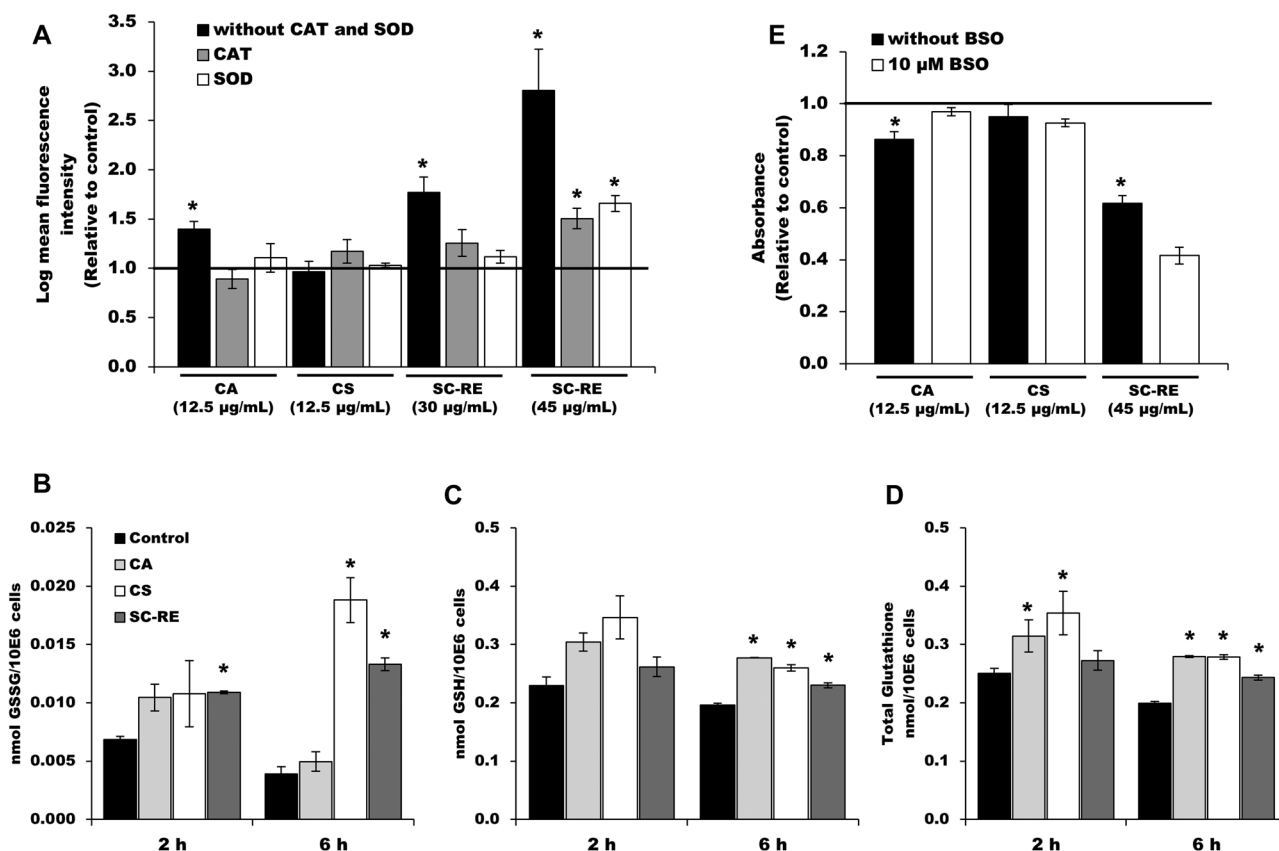 A
without CAT and SOD
CAT
SOD
Log mean fluorescence
intensity
(Relative to control)
3.5
3.0
2.5
2.0
1.5
1.0
0.5
0.0
*
*
*
*
*
CA
(12.5 µg/mL)
CS
(12.5 µg/mL)
SC-RE
(30 µg/mL)
SC-RE
(45 µg/mL)
E
without BSO
10 µM BSO
Absorbance
(Relative to control)
1.2
1.0
0.8
0.6
0.4
0.2
0.0
*
*
CA
(12.5 µg/mL)
CS
(12.5 µg/mL)
SC-RE
(45 µg/mL)
B
Control
CA
CS
SC-RE
nmol GSSG/10E6 cells
0.025
0.020
0.015
0.010
0.005
0.000
*
*
*
2 h
6 h
C
nmol GSH/10E6 cells
0.5
0.4
0.3
0.2
0.1
0.0
*
*
*
2 h
6 h
D
Total Glutathione
nmol/10E6 cells
0.5
0.4
0.3
0.2
0.1
0.0
*
*
*
*
*
2 h
6 h